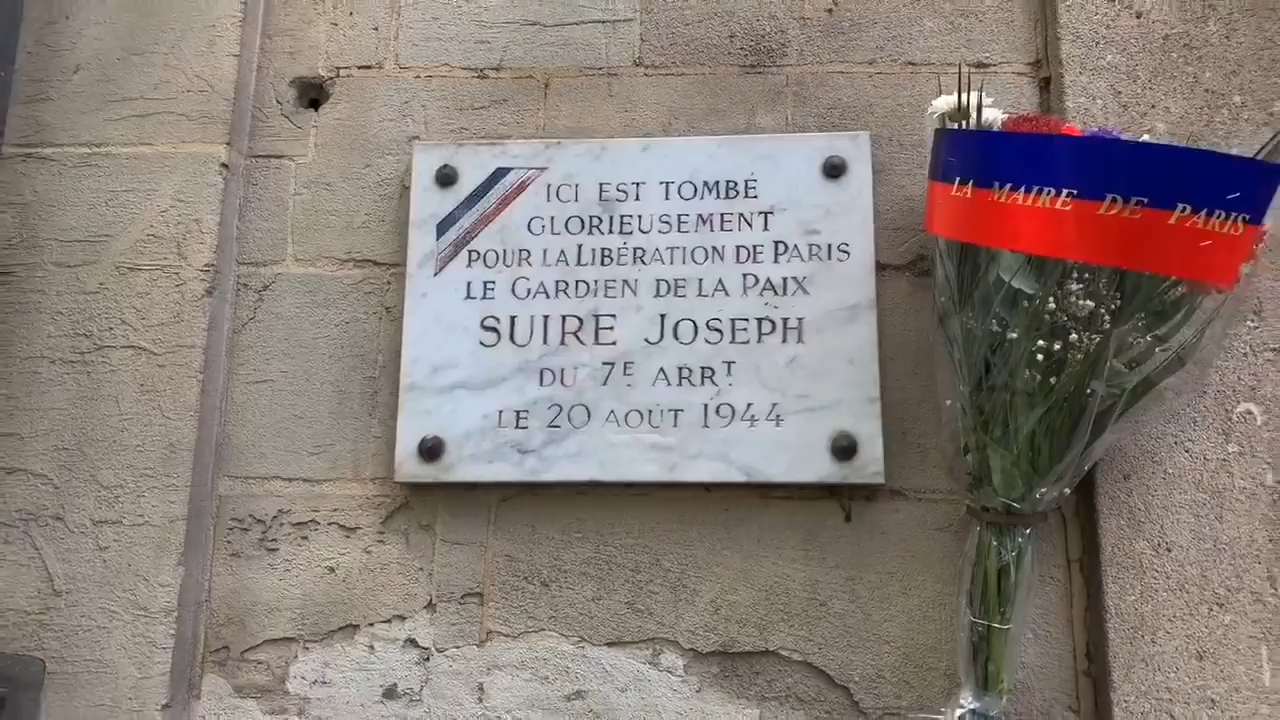 ICI EST TOMBÉ
GLORIEUSEMENT
POUR LA LIBÉRATION DE PARIS
LE GARDIEN DE LA PAIX
SUIRE JOSEPH
DU 7E ARRT
LE 20 AOUT 1944
LA MAIRE DE PARIS